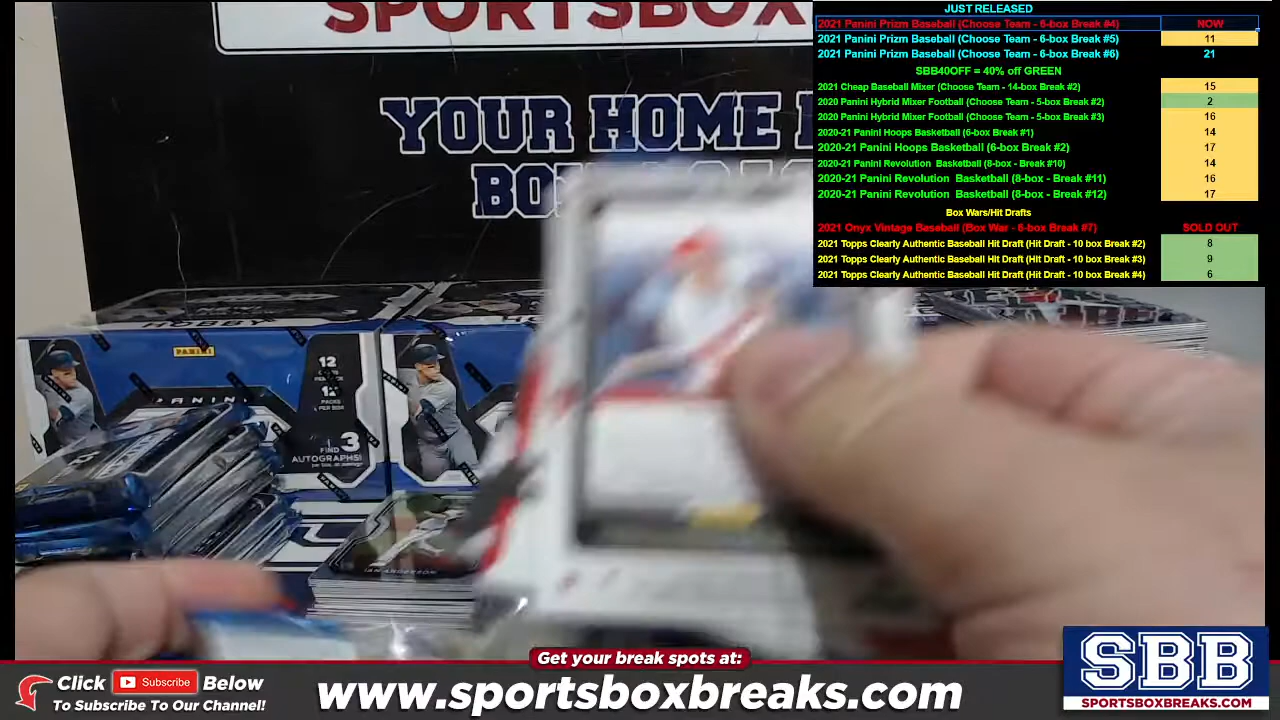 SPORTSBOX
YOUR HOME
JUST RELEASED
2021 Panini Prizm Baseball (Choose Team - 6-box Break #4) NOW
2021 Panini Prizm Baseball (Choose Team - 6-box Break #5) 11
2021 Panini Prizm Baseball (Choose Team - 6-box Break #6) 21
SBB40OFF = 40% off GREEN
2021 Cheap Baseball Mixer (Choose Team - 14-box Break #2) 15
2020 Panini Hybrid Mixer Football (Choose Team - 5-box Break #2) 2
2020 Panini Hybrid Mixer Football (Choose Team - 5-box Break #3) 16
2020-21 Panini Hoops Basketball (6-box Break #1) 14
2020-21 Panini Hoops Basketball (6-box Break #2) 17
2020-21 Panini Revolution Basketball (8-box - Break #10) 14
2020-21 Panini Revolution Basketball (8-box - Break #11) 16
2020-21 Panini Revolution Basketball (8-box - Break #12) 17
Box Wars/Hit Drafts
2021 Onyx Vintage Baseball (Box War - 6-box Break #7) SOLD OUT
2021 Topps Clearly Authentic Baseball Hit Draft (Hit Draft - 10 box Break #2) 8
2021 Topps Clearly Authentic Baseball Hit Draft (Hit Draft - 10 box Break #3) 9
2021 Topps Clearly Authentic Baseball Hit Draft (Hit Draft - 10 box Break #4) 6
HOBBY
PANINI
12
12
PACKS
PER BOX
PANINI
FIND 3
AUTOGRAPHS!
IAN ANDERSON
Get your break spots at:
Click Subscribe Below
To Subscribe To Our Channel!
www.sportsboxbreaks.com
SBB
SPORTSBOXBREAKS.COM